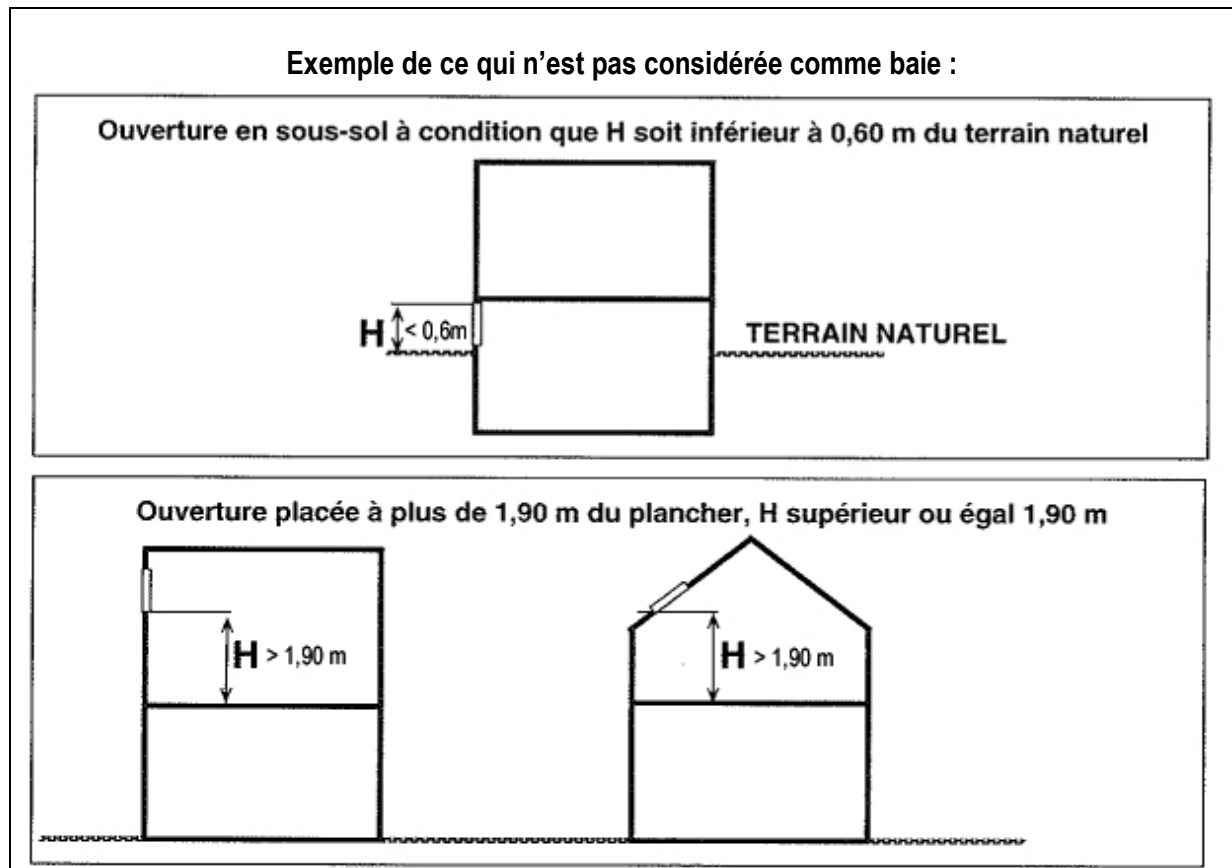 Exemple de ce qui n'est pas considérée comme baie :
Ouverture en sous-sol à condition que H soit inférieur à 0,60 m du terrain naturel
H < 0,6m
TERRAIN NATUREL
Ouverture placée à plus de 1,90 m du plancher, H supérieur ou égal 1,90 m
H > 1,90 m
H > 1,90 m